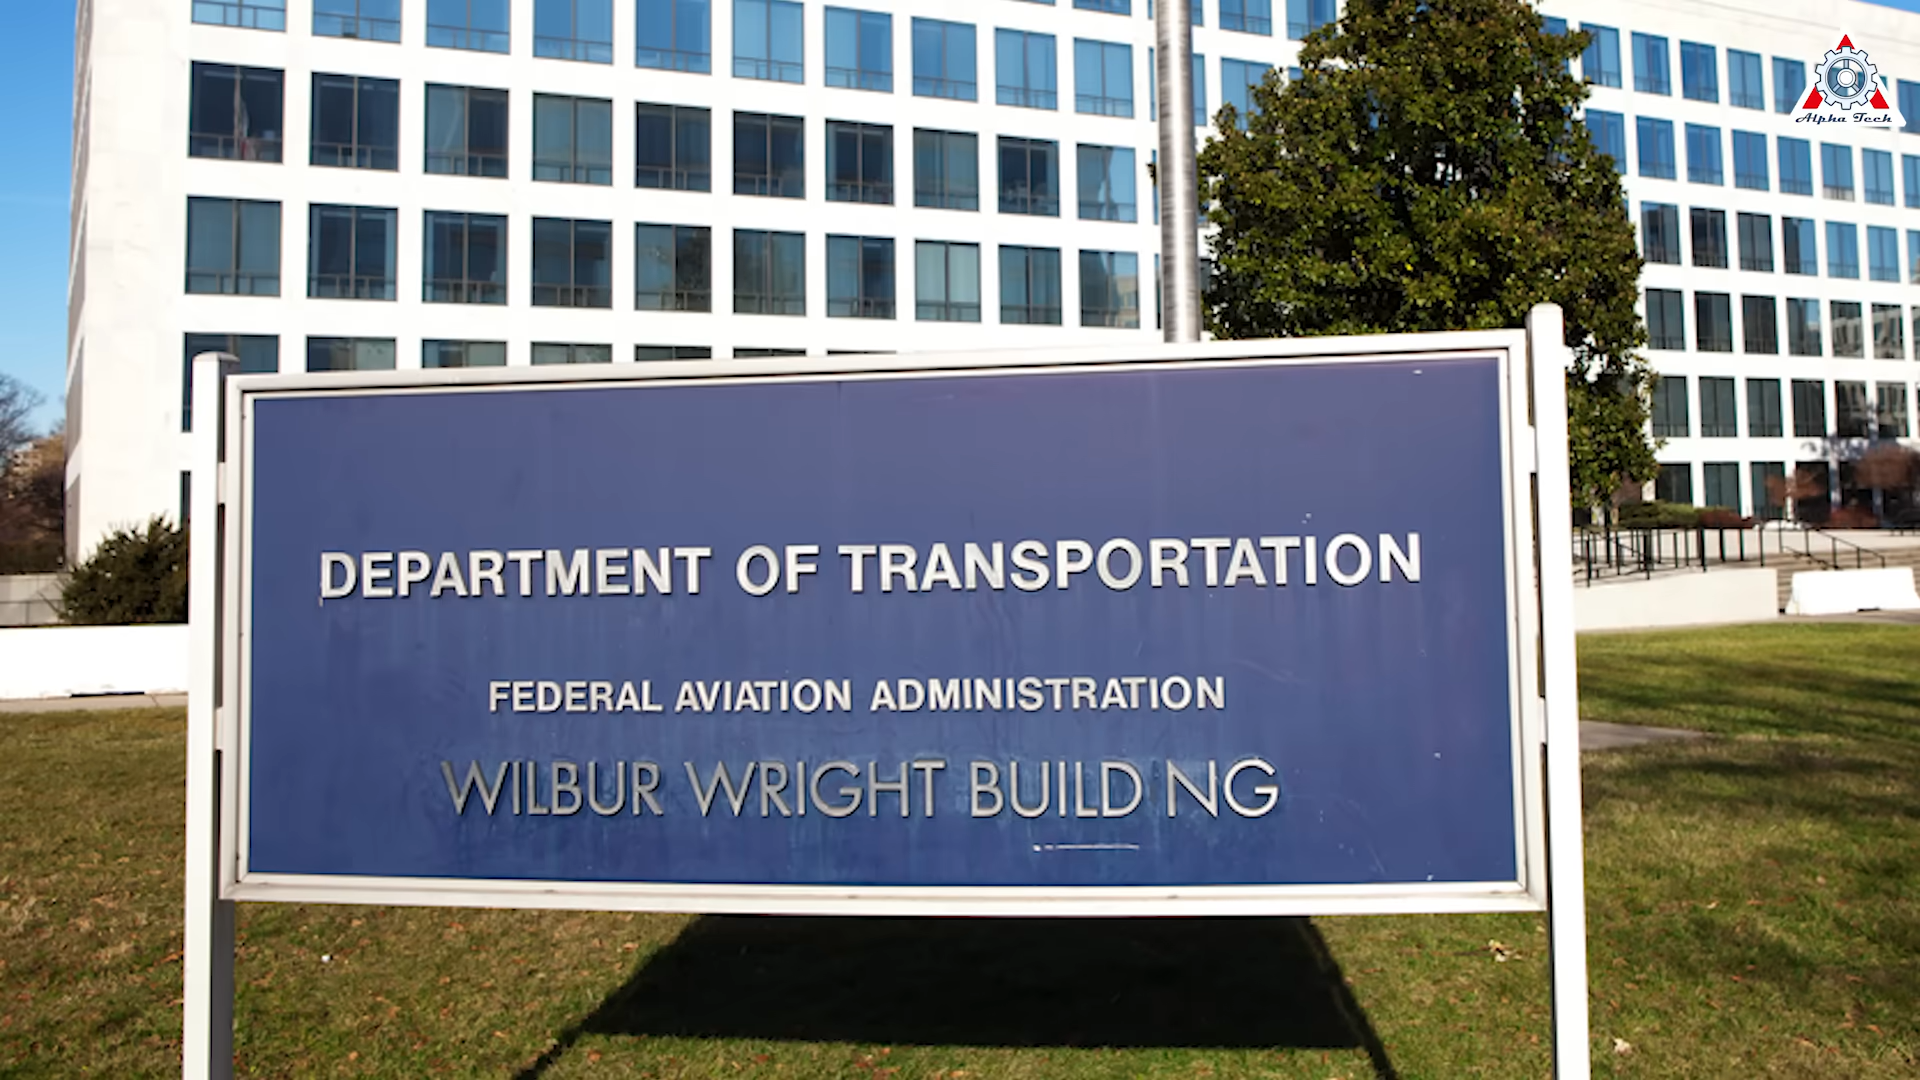 Alpha Tech
DEPARTMENT OF TRANSPORTATION
FEDERAL AVIATION ADMINISTRATION
WILBUR WRIGHT BUILD NG